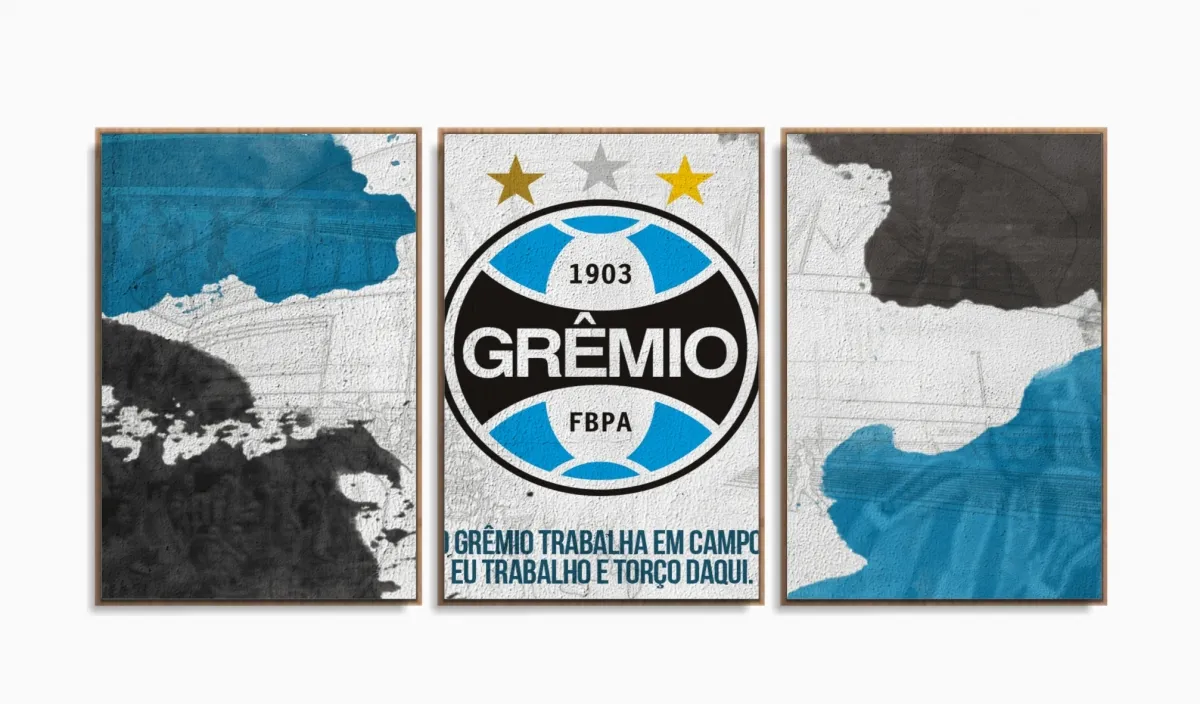 1903
GRÊMIO
FBPA
O GRÊMIO TRABALHA EM CAMPO
EU TRABALHO E TORÇO DAQUI.